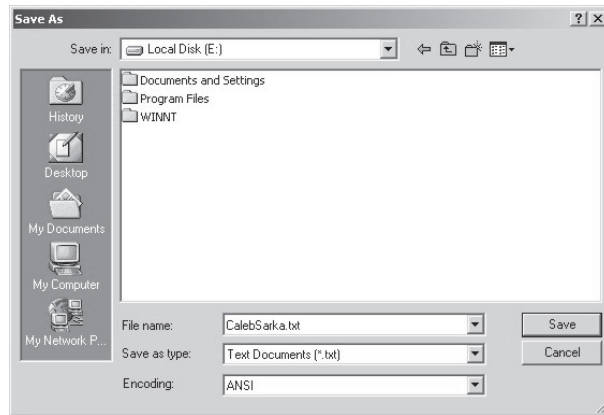 Save As
Save in:
Local Disk (E:)
History
Desktop
My Documents
My Computer
My Network P...
Documents and Settings
Program Files
WINNT
File name:
CalebSarka.txt
Save
Save as type:
Text Documents (*.txt)
Cancel
Encoding:
ANSI